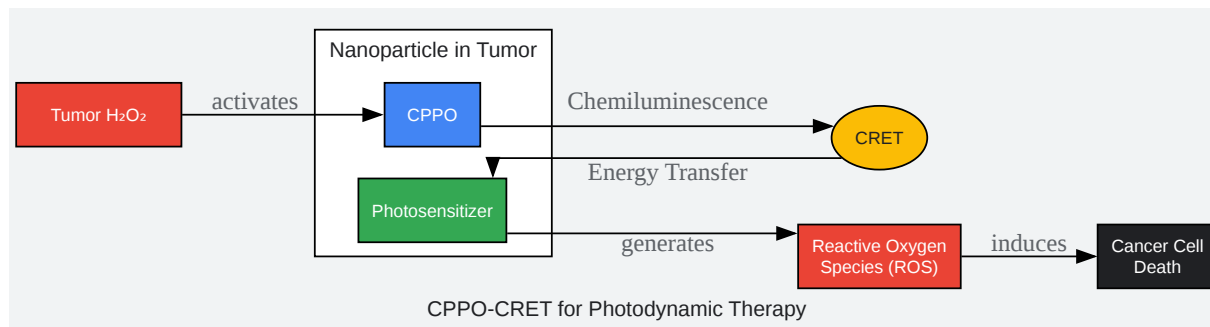 Nanoparticle in Tumor
Tumor H₂O₂
activates
CPPO
Chemiluminescence
CRET
Energy Transfer
Photosensitizer
generates
Reactive Oxygen
Species (ROS)
induces
Cancer Cell
Death
CPPO-CRET for Photodynamic Therapy